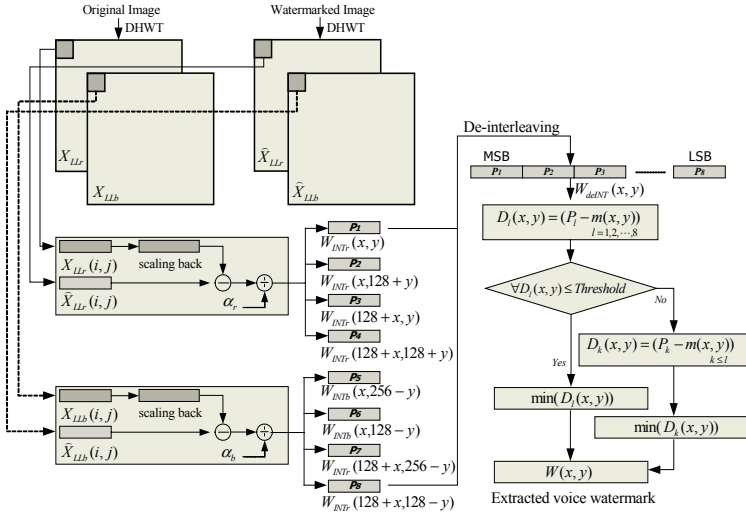 Original Image
Watermarked Image
DHWT
DHWT
X_LLr
X_LLb
X̂_LLr
X̂_LLb
De-interleaving
MSB
LSB
P1 P2 P3 P8
W_deINT(x, y)
D_l(x, y) = (P_l − m(x, y))
l=1,2,⋯,8
∀D_l(x, y) ≤ Threshold
No
Yes
D_k(x, y) = (P_k − m(x, y))
k ≤ l
min(D_l(x, y))
min(D_k(x, y))
W(x, y)
Extracted voice watermark
X_LLr(i, j)
scaling back
X̂_LLr(i, j)
−
÷
α_r
P1
W_INTr(x, y)
P2
W_INTr(x,128 + y)
P3
W_INTr(128 + x, y)
P4
W_INTr(128 + x,128 + y)
X_LLb(i, j)
scaling back
X̂_LLb(i, j)
−
÷
α_b
P5
W_INTb(x,256 − y)
P6
W_INTb(x,128 − y)
P7
W_INTr(128 + x,256 − y)
P8
W_INTr(128 + x,128 − y)